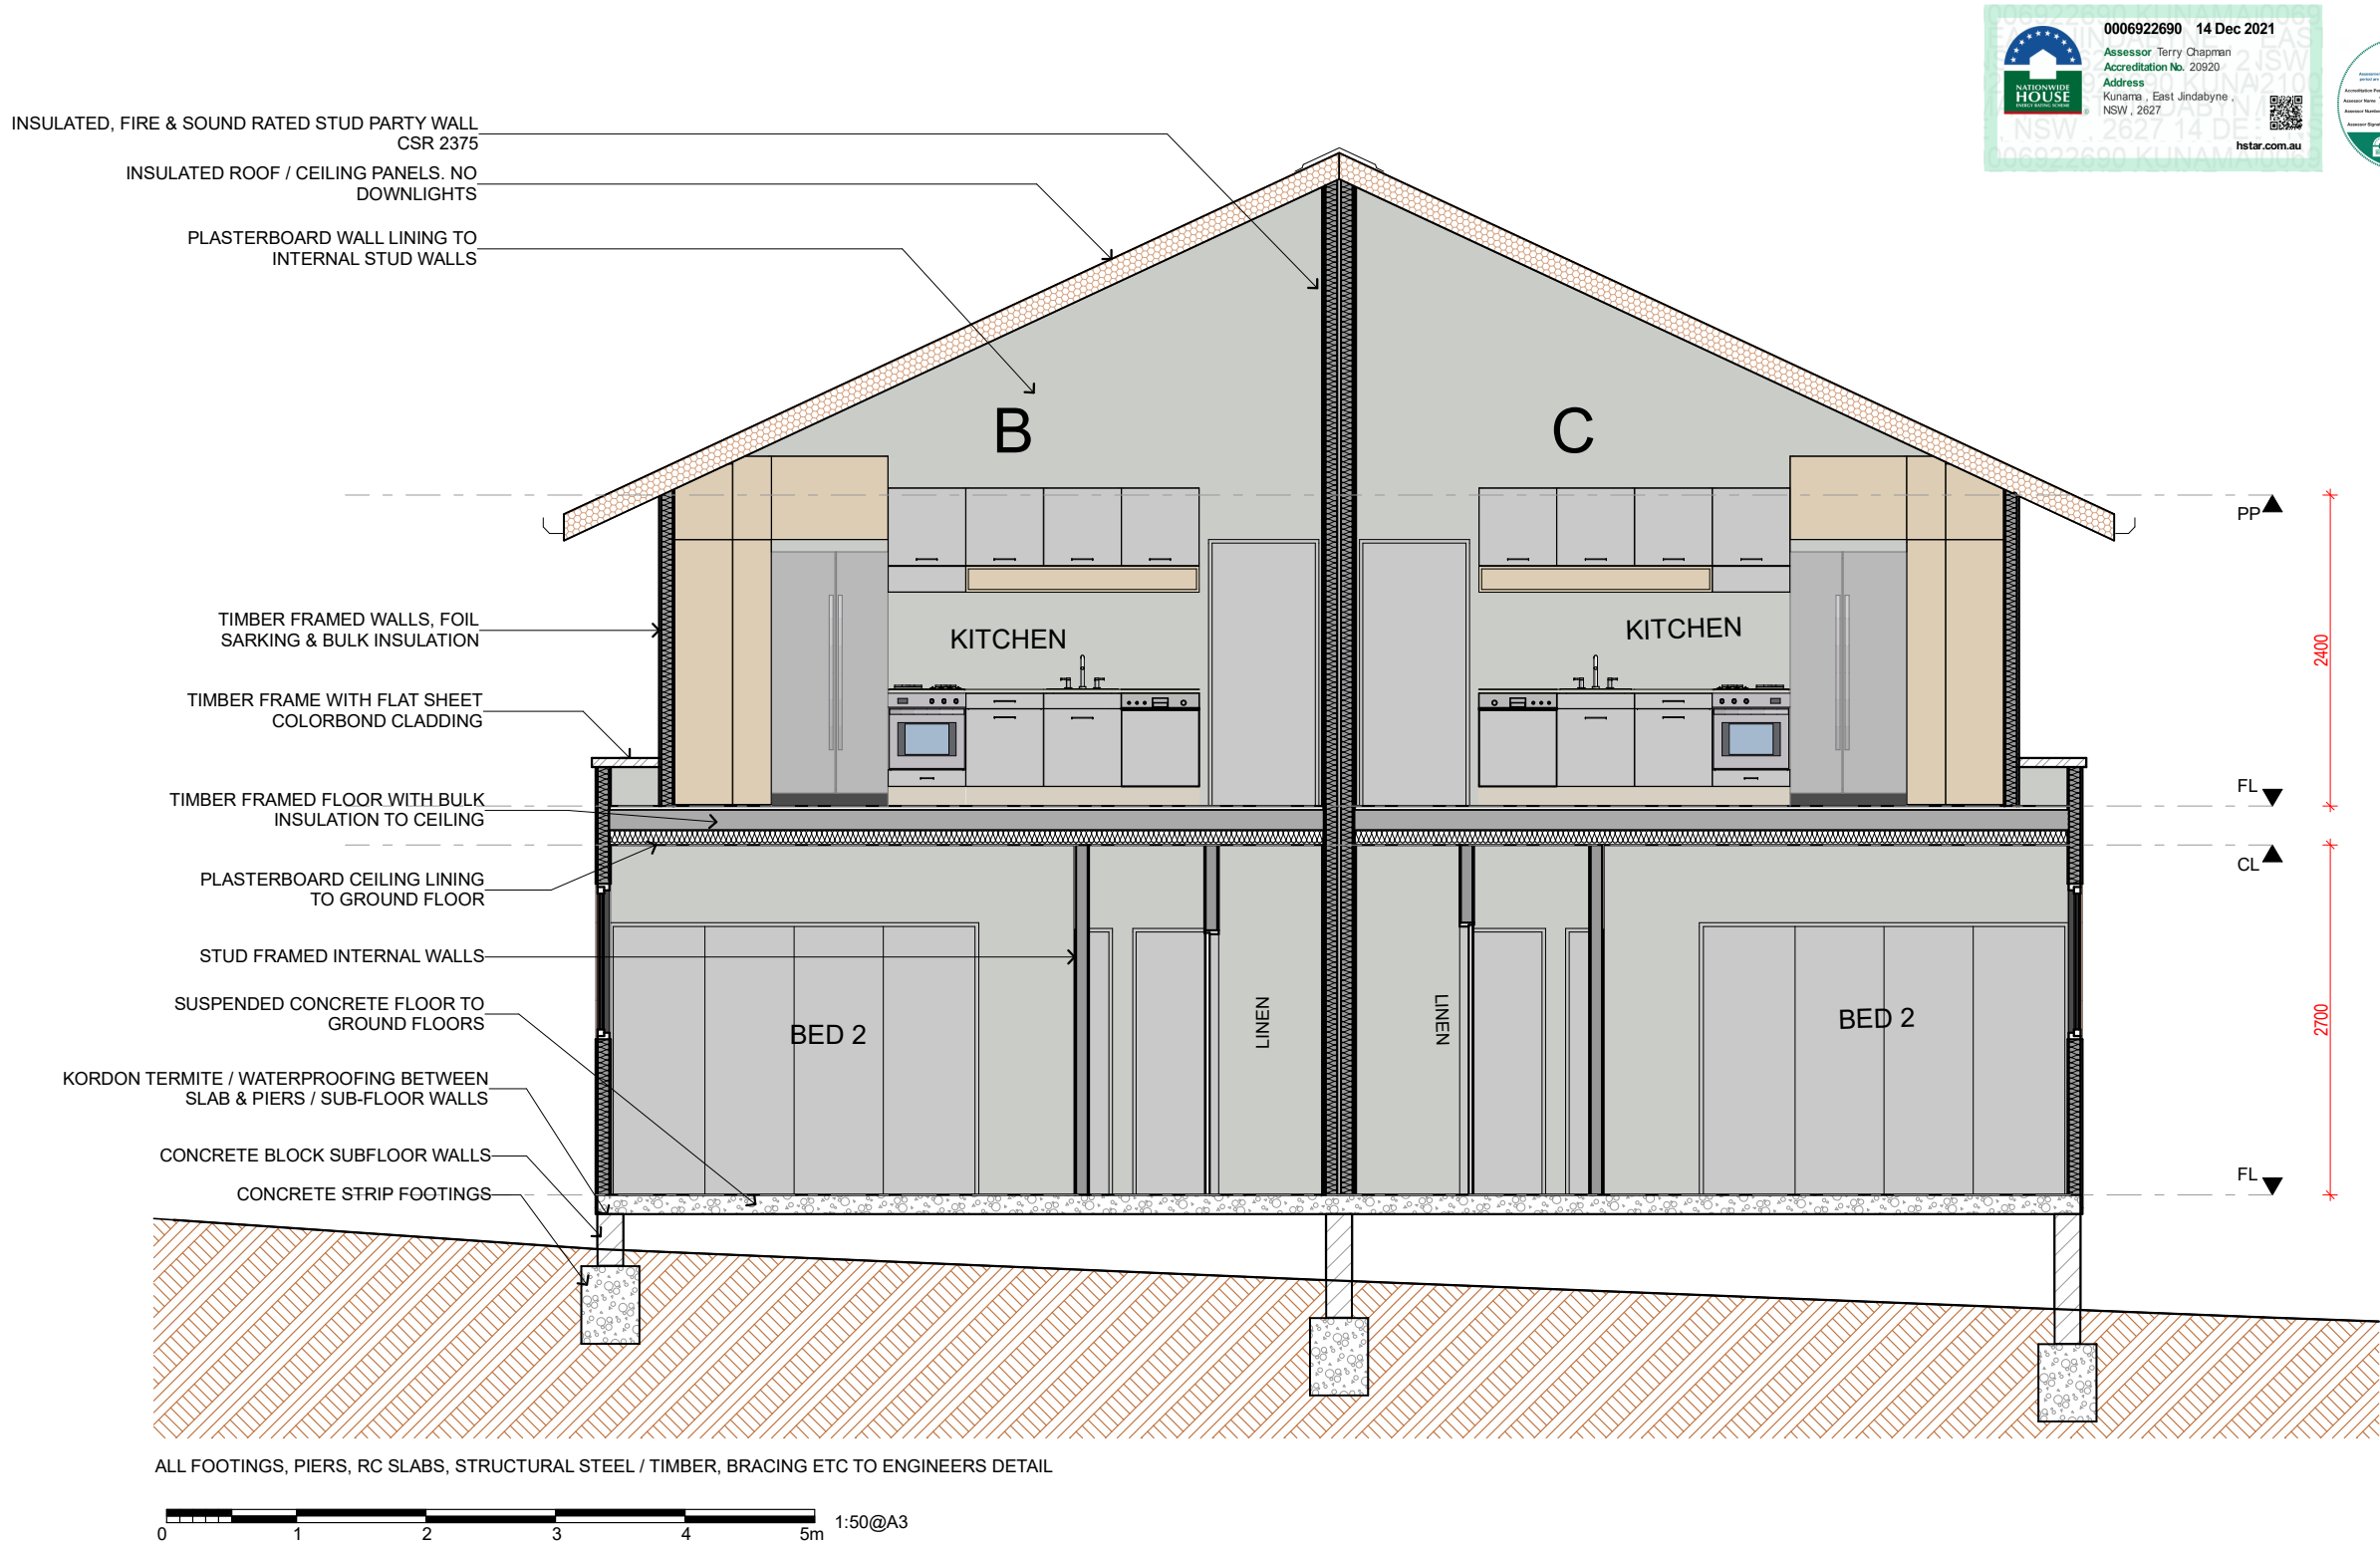 0006922690 14 Dec 2021
Assessor Terry Chapman
Accreditation No. 20920
Address
Kunama , East Jindabyne ,
NSW , 2627
hstar.com.au
NATIONWIDE
HOUSE
ENERGY RATING SCHEME
INSULATED, FIRE & SOUND RATED STUD PARTY WALL
CSR 2375
INSULATED ROOF / CEILING PANELS. NO
DOWNLIGHTS
PLASTERBOARD WALL LINING TO
INTERNAL STUD WALLS
B
C
PP
TIMBER FRAMED WALLS, FOIL
SARKING & BULK INSULATION
KITCHEN
KITCHEN
2400
TIMBER FRAME WITH FLAT SHEET
COLORBOND CLADDING
TIMBER FRAMED FLOOR WITH BULK
INSULATION TO CEILING
FL
CL
PLASTERBOARD CEILING LINING
TO GROUND FLOOR
STUD FRAMED INTERNAL WALLS
SUSPENDED CONCRETE FLOOR TO
GROUND FLOORS
BED 2
LINEN
LINEN
BED 2
2700
KORDON TERMITE / WATERPROOFING BETWEEN
SLAB & PIERS / SUB-FLOOR WALLS
CONCRETE BLOCK SUBFLOOR WALLS
CONCRETE STRIP FOOTINGS
FL
ALL FOOTINGS, PIERS, RC SLABS, STRUCTURAL STEEL / TIMBER, BRACING ETC TO ENGINEERS DETAIL
0 1 2 3 4 5m 1:50@A3